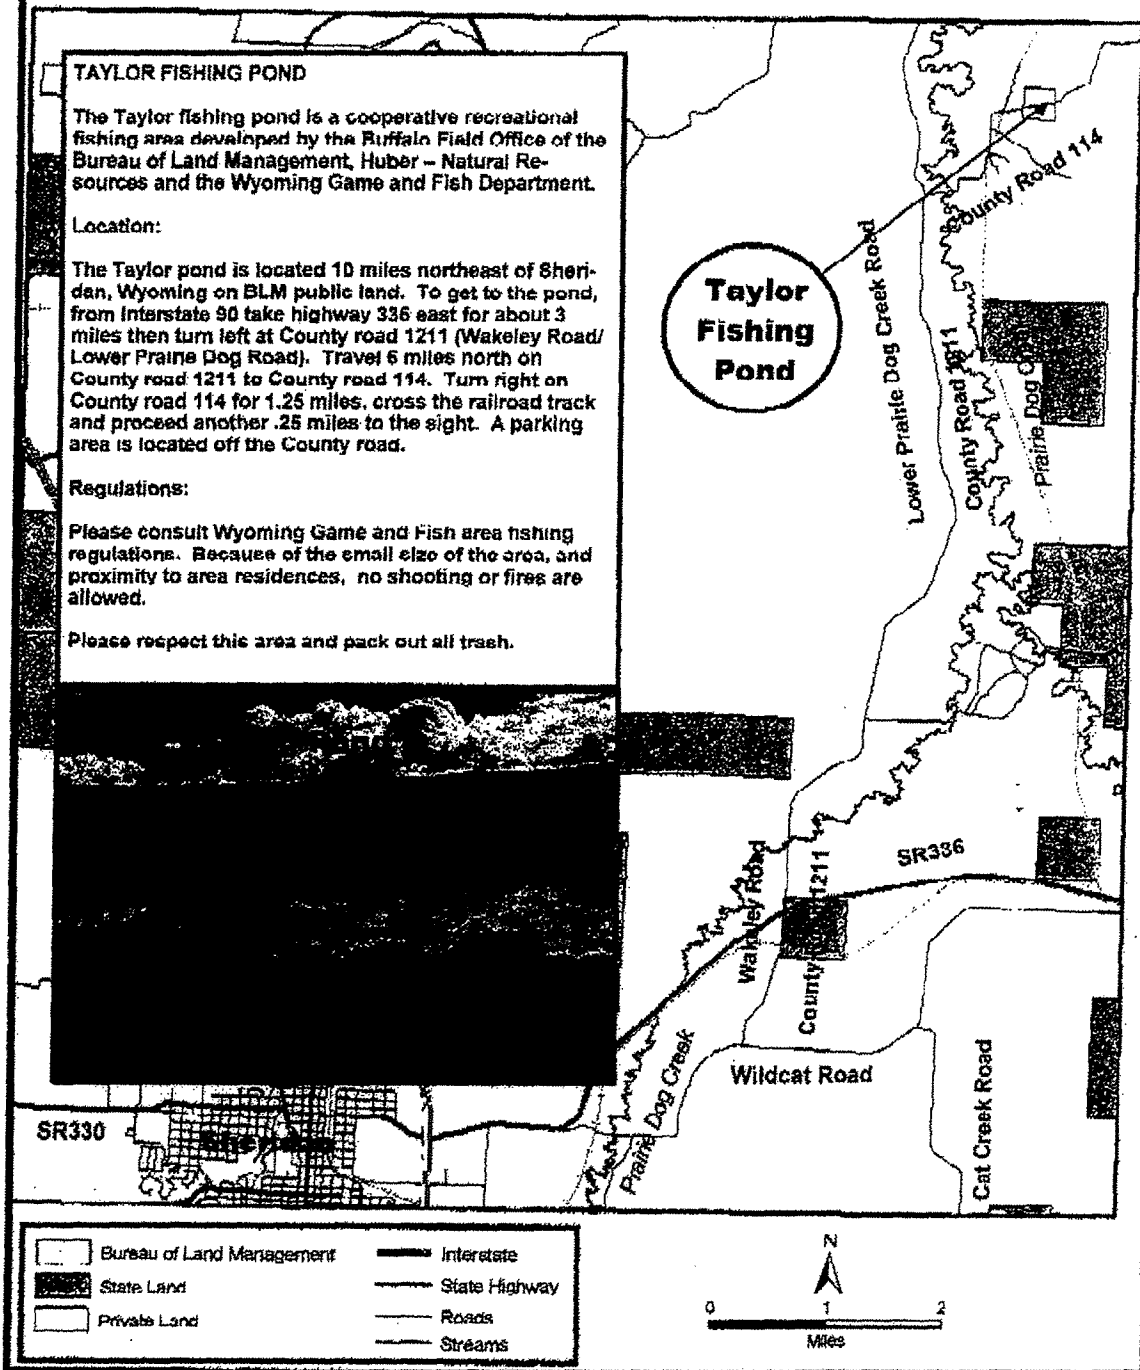 TAYLOR FISHING POND
The Taylor fishing pond is a cooperative recreational
fishing area developed by the Buffalo Field Office of the
Bureau of Land Management, Huber – Natural Re-
sources and the Wyoming Game and Fish Department.
Location:
The Taylor pond is located 10 miles northeast of Sheri-
dan, Wyoming on BLM public land. To get to the pond,
from Interstate 90 take highway 336 east for about 3
miles then turn left at County road 1211 (Wakeley Road/
Lower Prairie Dog Road). Travel 6 miles north on
County road 1211 to County road 114. Turn right on
County road 114 for 1.25 miles, cross the railroad track
and proceed another .25 miles to the sight. A parking
area is located off the County road.
Regulations:
Please consult Wyoming Game and Fish area fishing
regulations. Because of the small size of the area, and
proximity to area residences, no shooting or fires are
allowed.
Please respect this area and pack out all trash.
County Road 114
Taylor
Fishing
Pond
Lower Prairie Dog Creek Road
County Road 1211
Prairie Dog
SR336
Wakeley Road
County 1211
Prairie Dog Creek
Wildcat Road
Cat Creek Road
SR330
Sheridan
Bureau of Land Management
State Land
Private Land
Interstate
State Highway
Roads
Streams
N
0 1 2
Miles